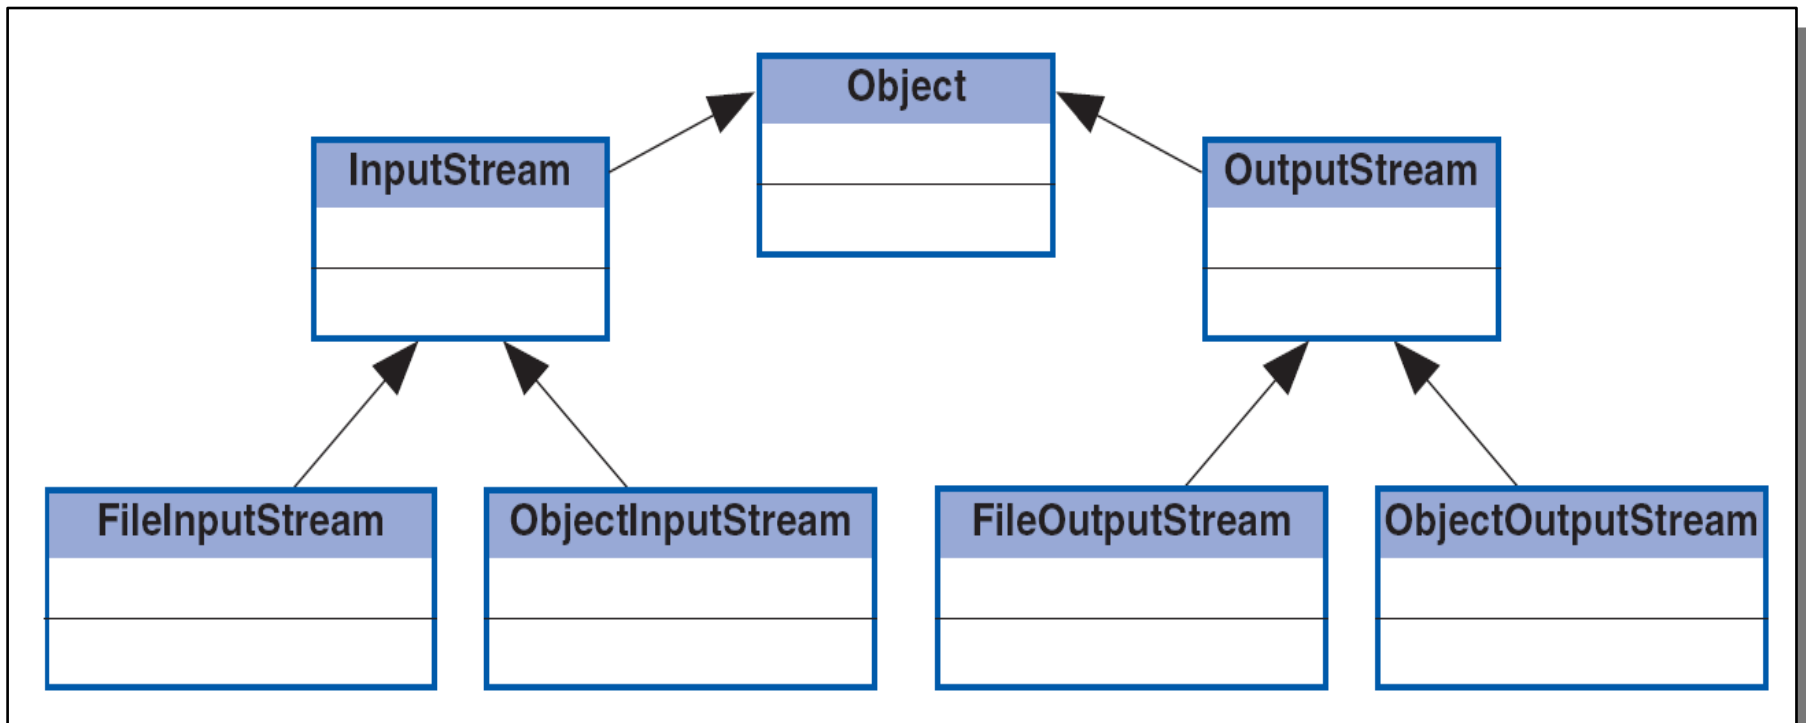 Object
InputStream
OutputStream
FileInputStream
ObjectInputStream
FileOutputStream
ObjectOutputStream